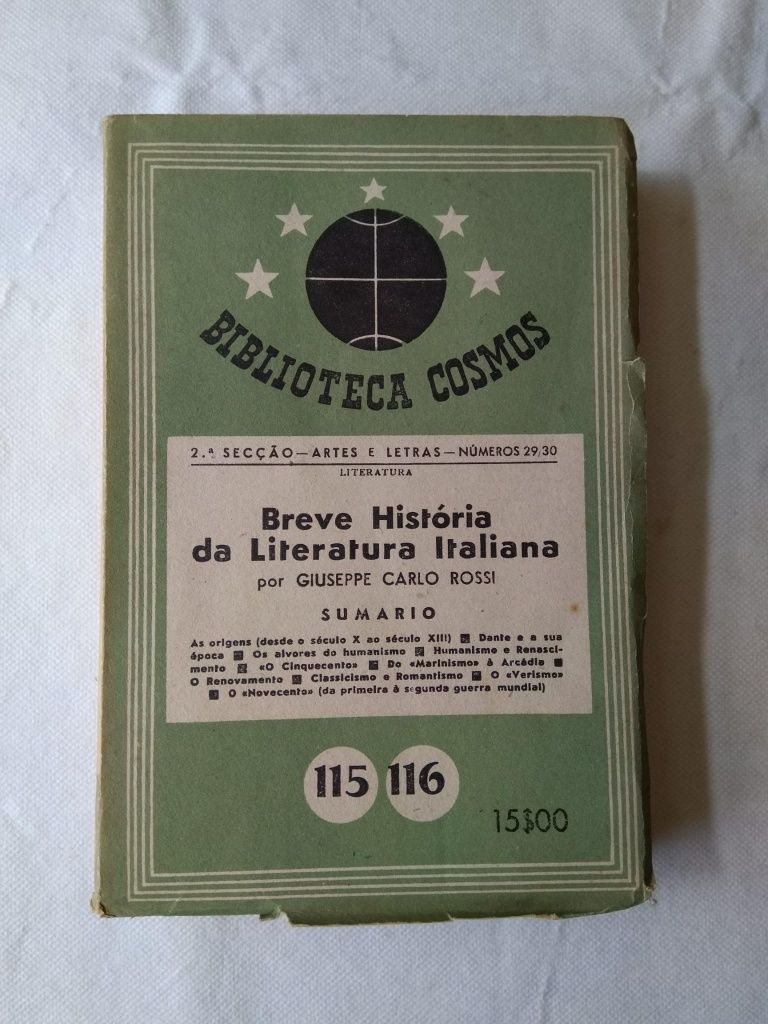 BIBLIOTECA COSMOS
2.ª SECÇÃO—ARTES E LETRAS—NÚMEROS 29/30
LITERATURA
Breve História
da Literatura Italiana
por GIUSEPPE CARLO ROSSI
SUMARIO
As origens (desde o século X ao século XIII) ■ Dante e a sua
época ■ Os alvores do humanismo ■ Humanismo e Renasci-
mento ■ «O Cinquecento» ■ Do «Marinismo» à Arcádia ■
O Renovamento ■ Classicismo e Romantismo ■ O «Verismo»
■ O «Novecento» (da primeira à segunda guerra mundial)
115 116
15$00